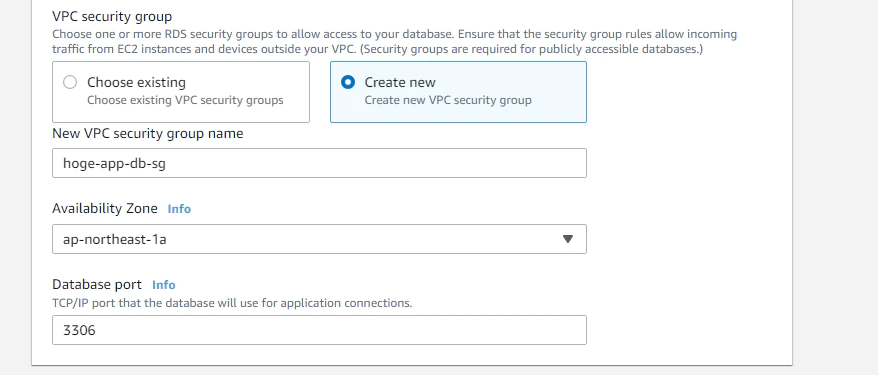 VPC security group
Choose one or more RDS security groups to allow access to your database. Ensure that the security group rules allow incoming
traffic from EC2 instances and devices outside your VPC. (Security groups are required for publicly accessible databases.)
Choose existing
Choose existing VPC security groups
Create new
Create new VPC security group
New VPC security group name
hoge-app-db-sg
Availability Zone Info
ap-northeast-1a
Database port Info
TCP/IP port that the database will use for application connections.
3306